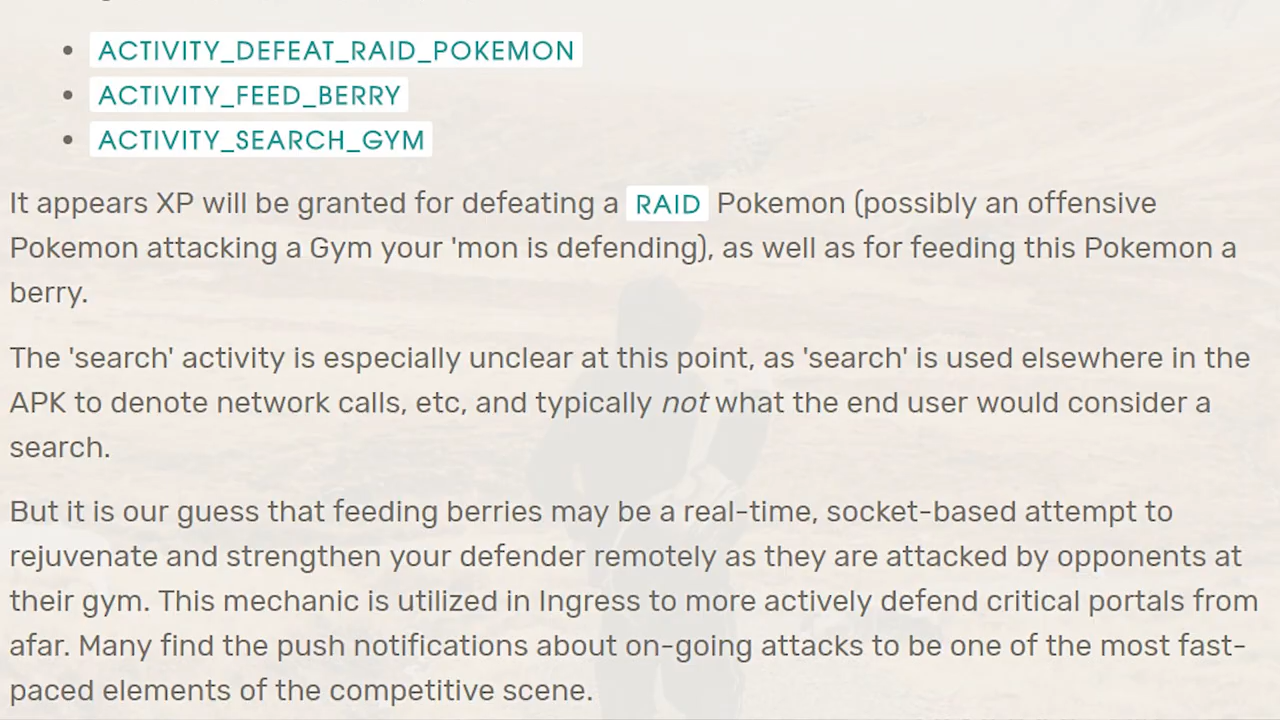 ACTIVITY_DEFEAT_RAID_POKEMON
ACTIVITY_FEED_BERRY
ACTIVITY_SEARCH_GYM
It appears XP will be granted for defeating a RAID Pokemon (possibly an offensive
Pokemon attacking a Gym your 'mon is defending), as well as for feeding this Pokemon a
berry.
The 'search' activity is especially unclear at this point, as 'search' is used elsewhere in the
APK to denote network calls, etc, and typically not what the end user would consider a
search.
But it is our guess that feeding berries may be a real-time, socket-based attempt to
rejuvenate and strengthen your defender remotely as they are attacked by opponents at
their gym. This mechanic is utilized in Ingress to more actively defend critical portals from
afar. Many find the push notifications about on-going attacks to be one of the most fast-
paced elements of the competitive scene.